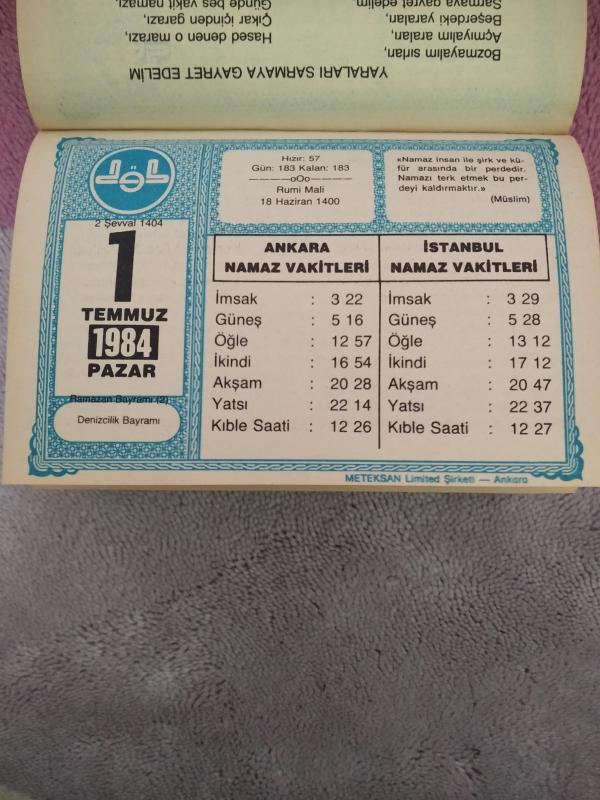 YARALARI SARMAYA GAYRET EDELİM
Bozmayalım sırları,
Açmıyalım araları,
Beşerdeki yaraları,
Sarmaya gayret edelim.
Hased denen o marazı,
Çıkar içinden garazı,
Günde beş vakit namazı,
2 Şevval 1404
1
TEMMUZ
1984
PAZAR
Ramazan Bayramı (2)
Denizcilik Bayramı
Hızır: 57
Gün: 183 Kalan: 183
————oOo————
Rumi Mali
18 Haziran 1400
«Namaz insan ile şirk ve kü-
für arasında bir perdedir.
Namazı terk etmek bu per-
deyi kaldırmaktır.»
(Müslim)
ANKARA
NAMAZ VAKİTLERİ
İmsak : 3 22
Güneş : 5 16
Öğle : 12 57
İkindi : 16 54
Akşam : 20 28
Yatsı : 22 14
Kıble Saati : 12 26
İSTANBUL
NAMAZ VAKİTLERİ
İmsak : 3 29
Güneş : 5 28
Öğle : 13 12
İkindi : 17 12
Akşam : 20 47
Yatsı : 22 37
Kıble Saati : 12 27
METEKSAN Limited Şirketi — Ankara